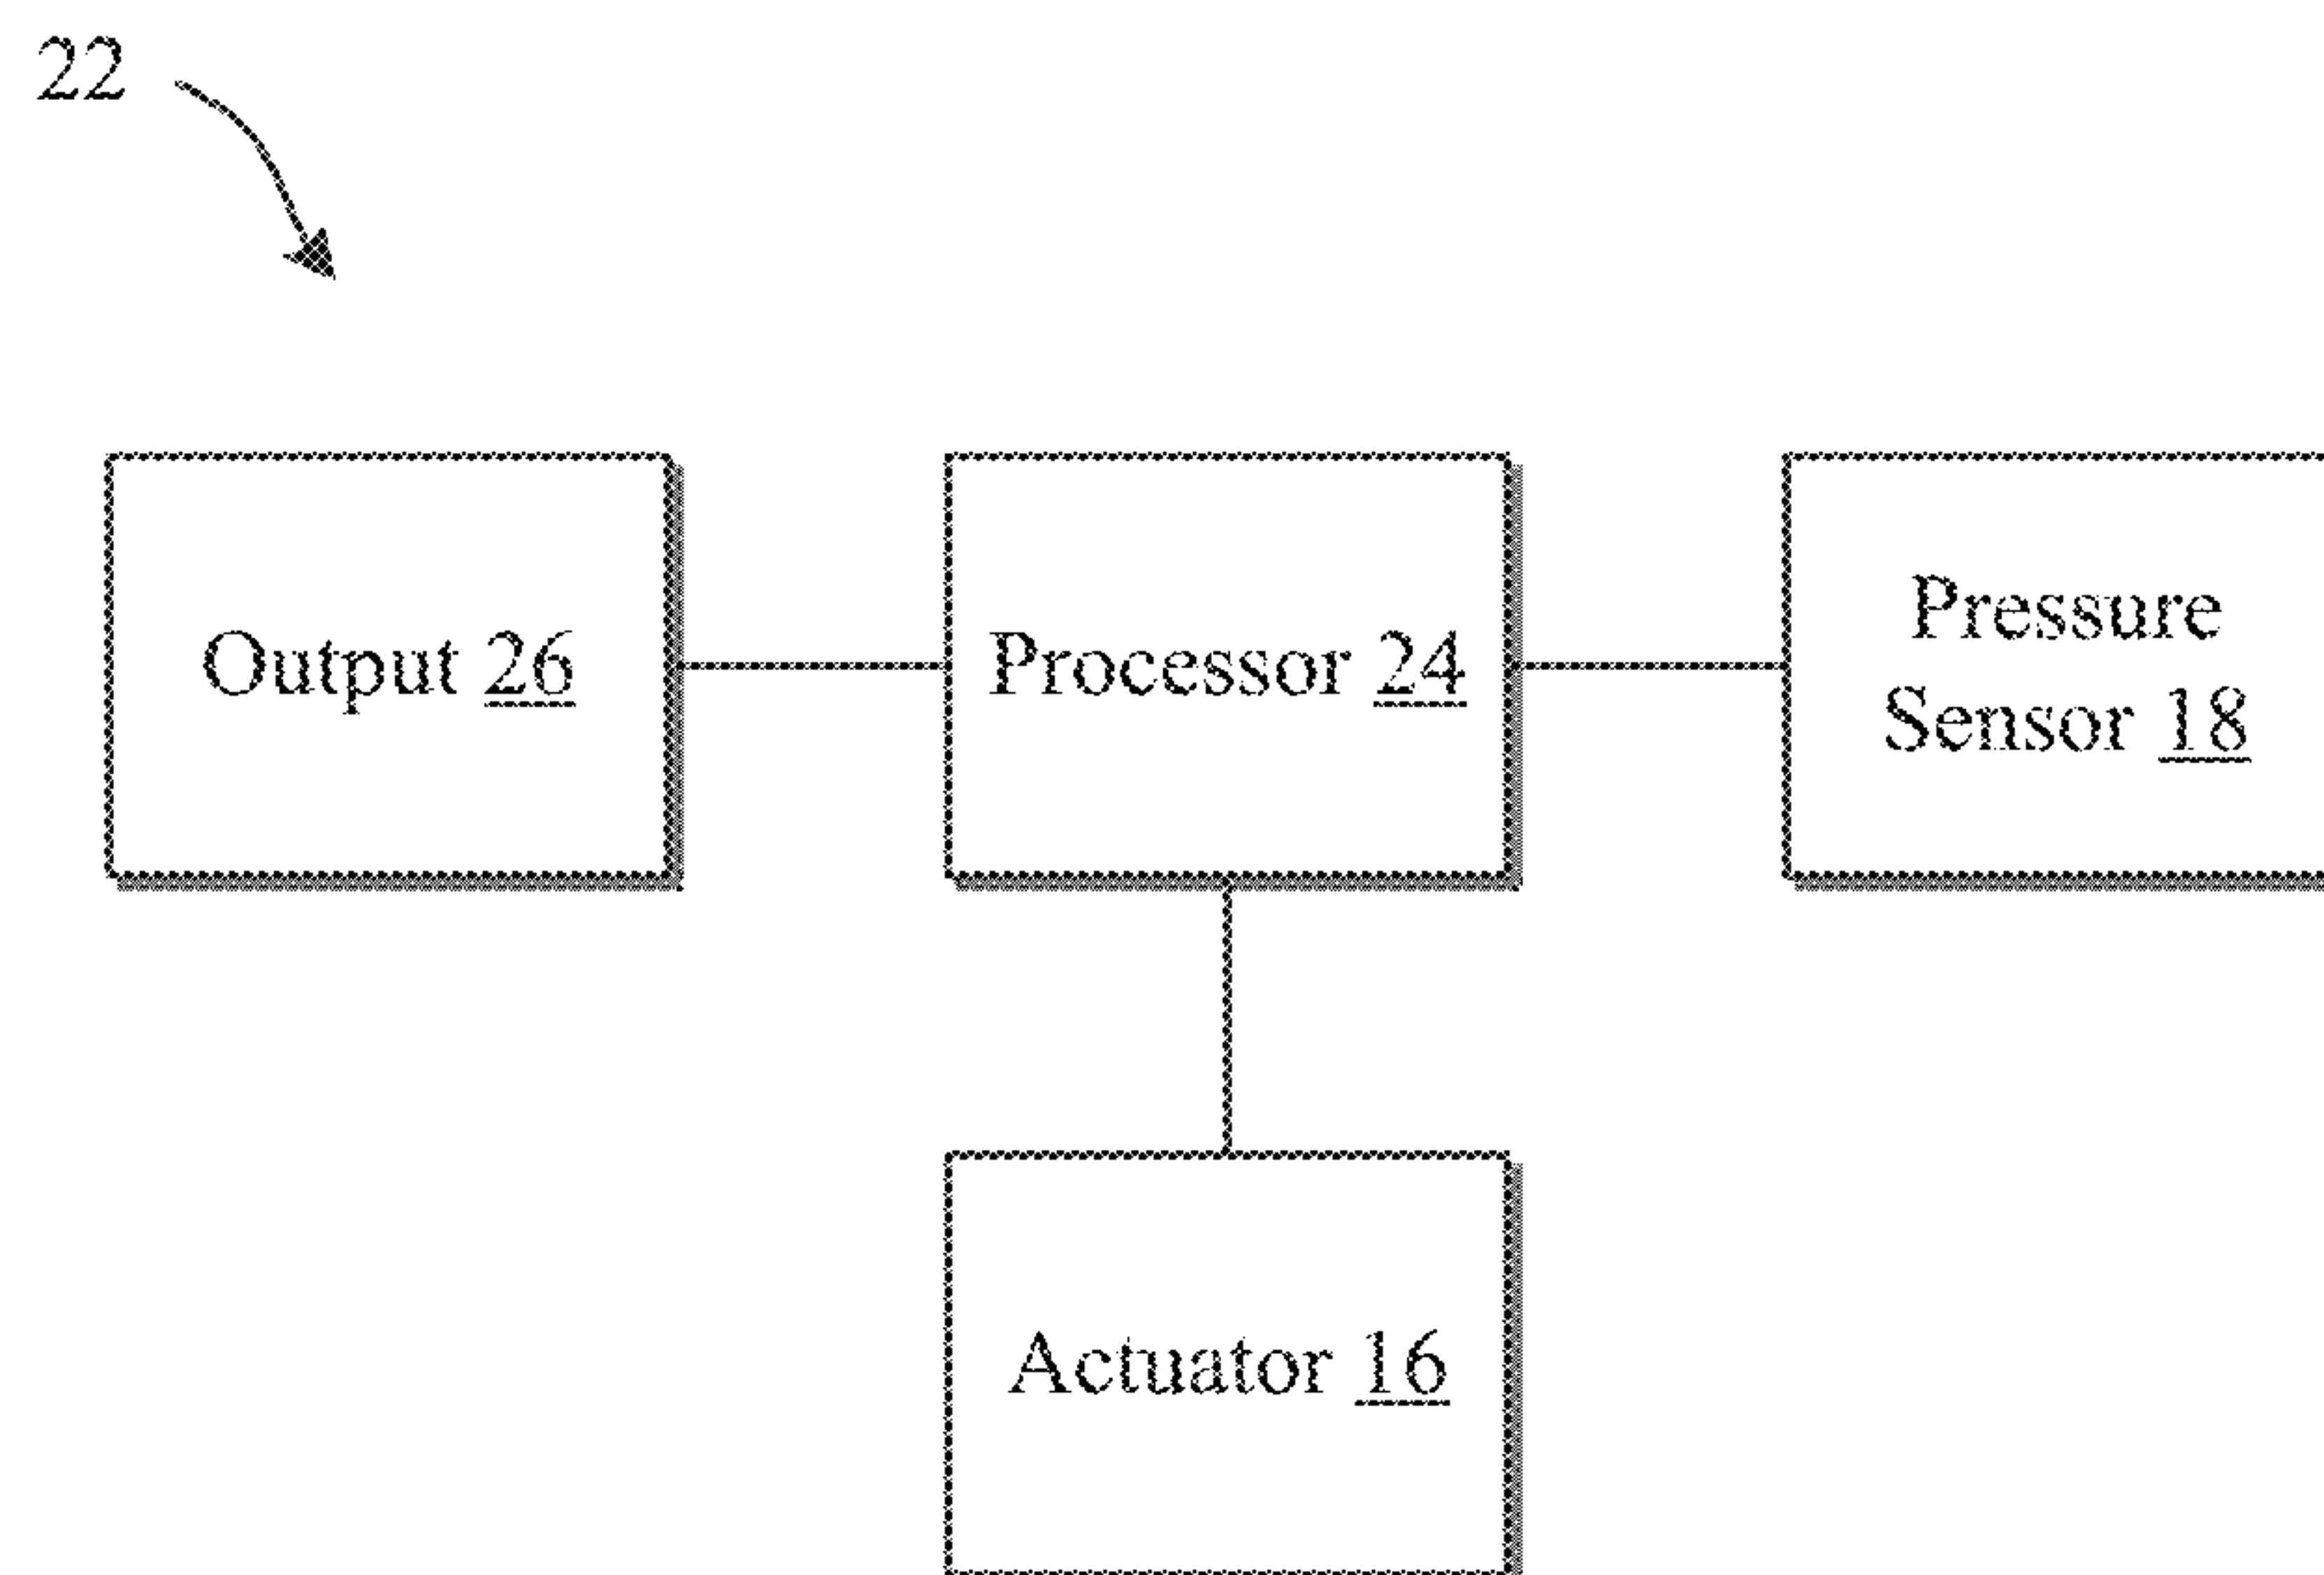 22
Output 26
Processor 24
Pressure
Sensor 18
Actuator 16